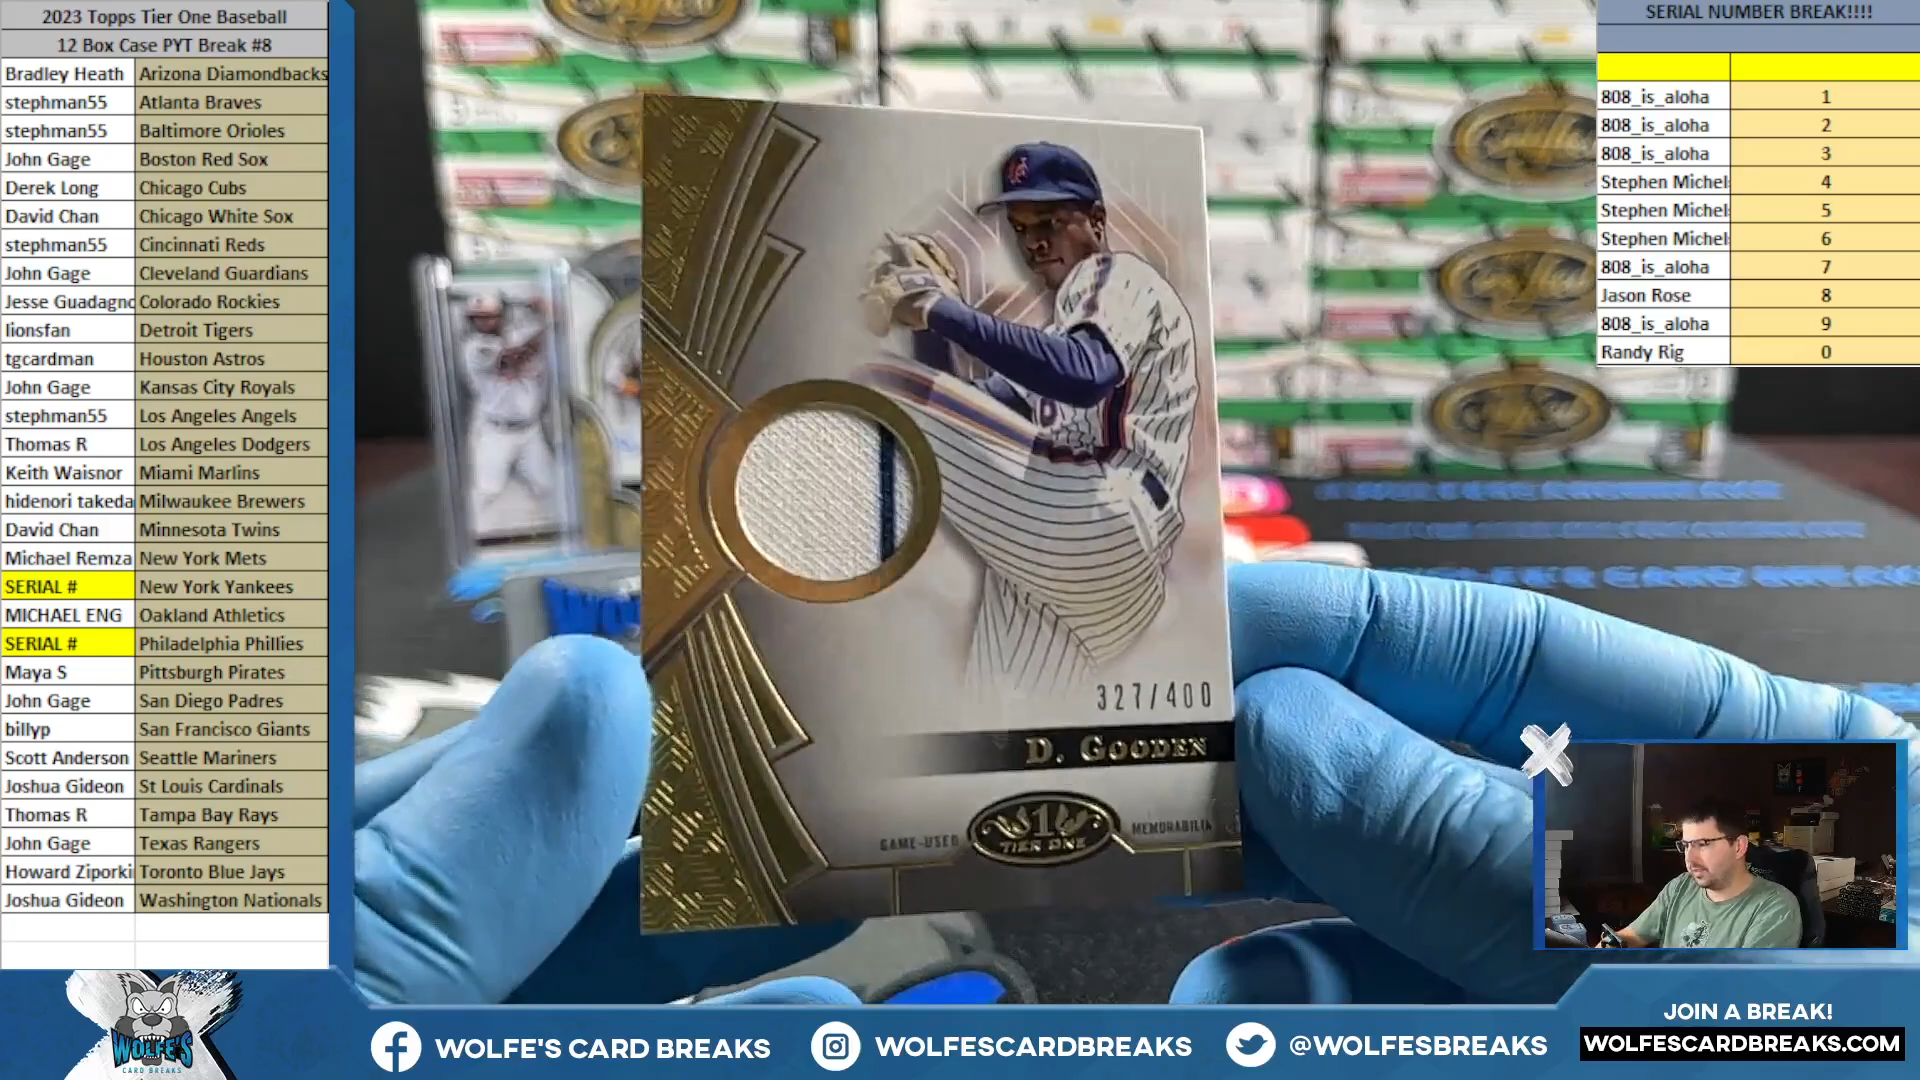 2023 Topps Tier One Baseball
12 Box Case PYT Break #8
Bradley Heath Arizona Diamondbacks
stephman55 Atlanta Braves
stephman55 Baltimore Orioles
John Gage Boston Red Sox
Derek Long Chicago Cubs
David Chan Chicago White Sox
stephman55 Cincinnati Reds
John Gage Cleveland Guardians
Jesse Guadagno Colorado Rockies
lionsfan Detroit Tigers
tgcardman Houston Astros
John Gage Kansas City Royals
stephman55 Los Angeles Angels
Thomas R Los Angeles Dodgers
Keith Waisnor Miami Marlins
hidenori takeda Milwaukee Brewers
David Chan Minnesota Twins
Michael Remza New York Mets
SERIAL # New York Yankees
MICHAEL ENG Oakland Athletics
SERIAL # Philadelphia Phillies
Maya S Pittsburgh Pirates
John Gage San Diego Padres
billyp San Francisco Giants
Scott Anderson Seattle Mariners
Joshua Gideon St Louis Cardinals
Thomas R Tampa Bay Rays
John Gage Texas Rangers
Howard Ziporki Toronto Blue Jays
Joshua Gideon Washington Nationals
327/400
D. GOODEN
GAME-USED
1
TIER ONE
MEMORABILIA
SERIAL NUMBER BREAK!!!!
808_is_aloha 1
808_is_aloha 2
808_is_aloha 3
Stephen Michel 4
Stephen Michel 5
Stephen Michel 6
808_is_aloha 7
Jason Rose 8
808_is_aloha 9
Randy Rig 0
WOLFE'S
CARD BREAKS
WOLFE'S CARD BREAKS
WOLFESCARDBREAKS
@WOLFESBREAKS
JOIN A BREAK!
WOLFESCARDBREAKS.COM